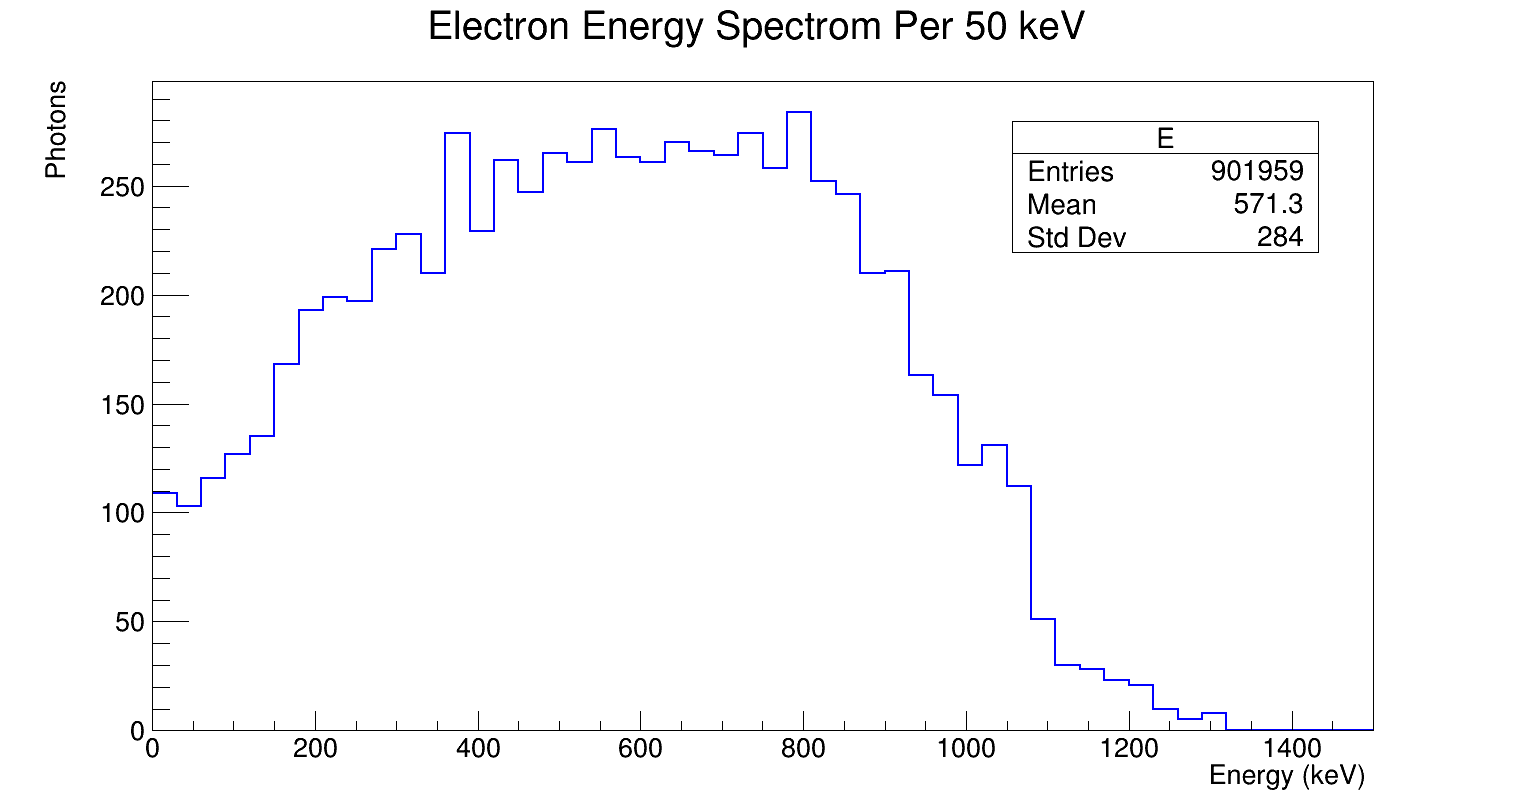 Electron Energy Spectrom Per 50 keV
Photons
E
Entries 901959
Mean 571.3
Std Dev 284
250
200
150
100
50
0
0 200 400 600 800 1000 1200 1400
Energy (keV)